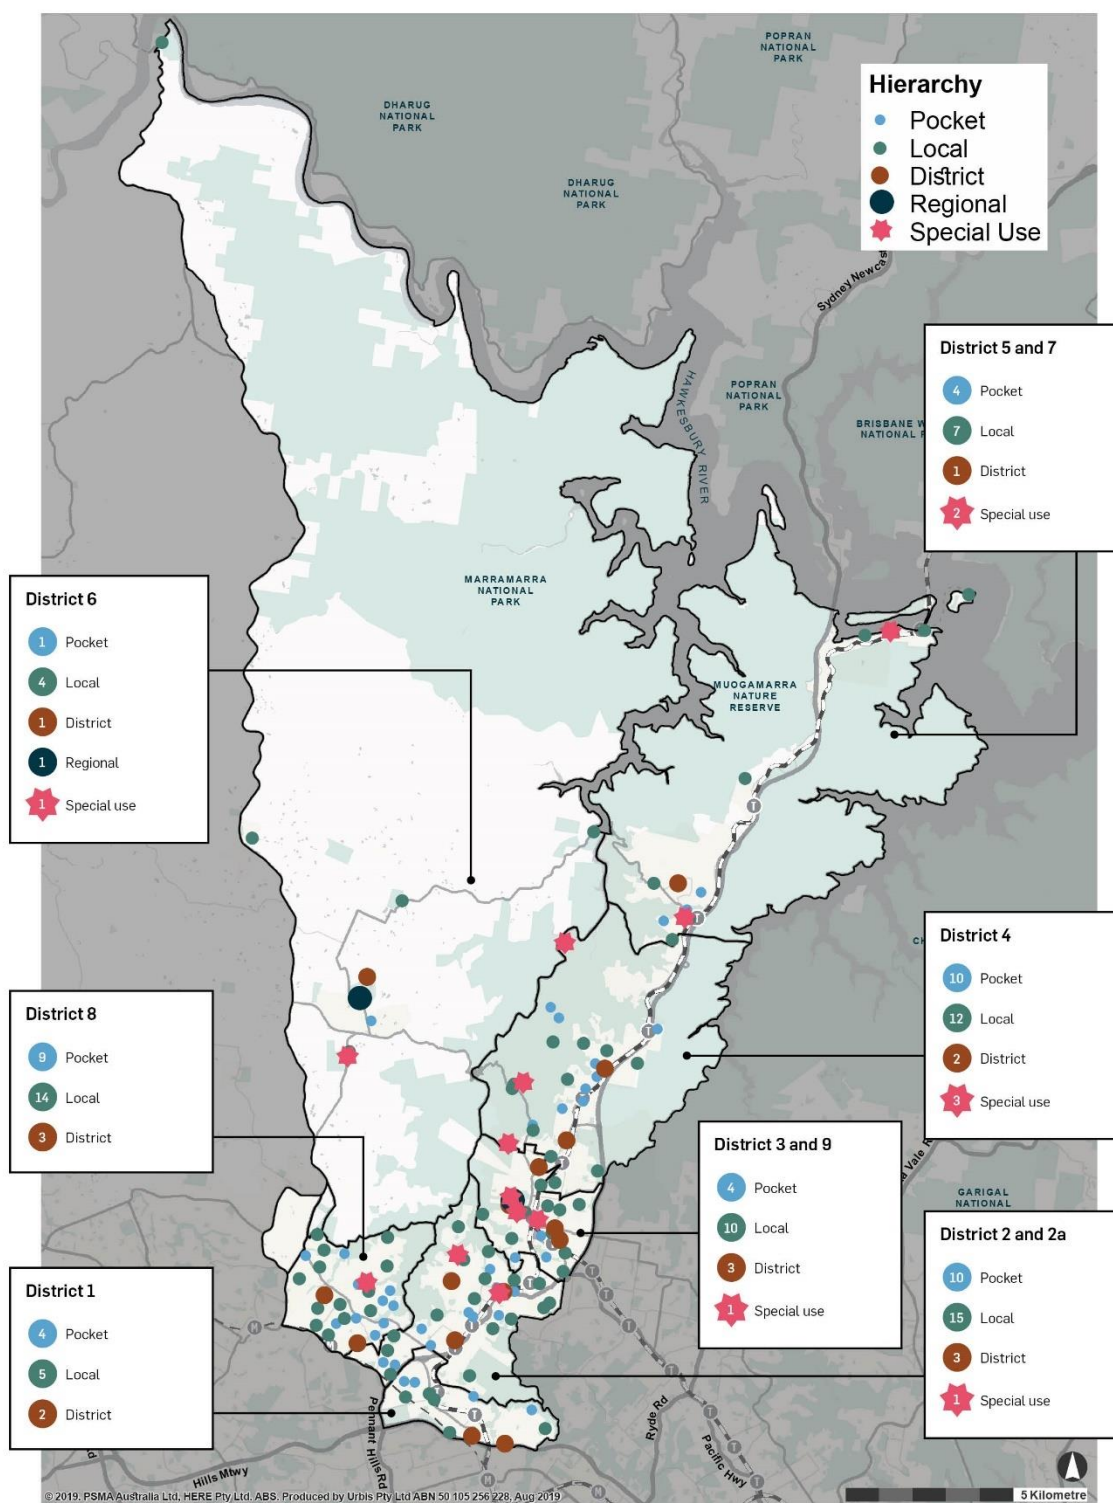 POPRAN
NATIONAL
PARK
DHARUG
NATIONAL
PARK
Hierarchy
Pocket
Local
District
Regional
Special Use
DHARUG
NATIONAL
PARK
Sydney Newcas
District 5 and 7
4 Pocket
7 Local
1 District
2 Special use
HAWKESBURY RIVER
POPRAN
NATIONAL
PARK
BRISBANE W
NATIONAL P
MARRAMARRA
NATIONAL
PARK
District 6
1 Pocket
4 Local
1 District
1 Regional
1 Special use
MUOGAMARRA
NATURE
RESERVE
T
T
CH
District 4
10 Pocket
12 Local
2 District
3 Special use
District 8
9 Pocket
14 Local
3 District
T
District 3 and 9
4 Pocket
10 Local
3 District
1 Special use
a Vale R
GARIGAL
NATIONAL
District 2 and 2a
10 Pocket
15 Local
3 District
1 Special use
District 1
4 Pocket
5 Local
2 District
T
T
T
T
T
M
M
T
T
T
T
T
T
M
Pennant Hills Rd
Ryde Rd
Pacific Hwy
Hills Mtwy
© 2019. PSMA Australia Ltd, HERE Pty Ltd. ABS. Produced by Urbis Pty Ltd ABN 50 105 256 228, Aug 2019
5 Kilometre